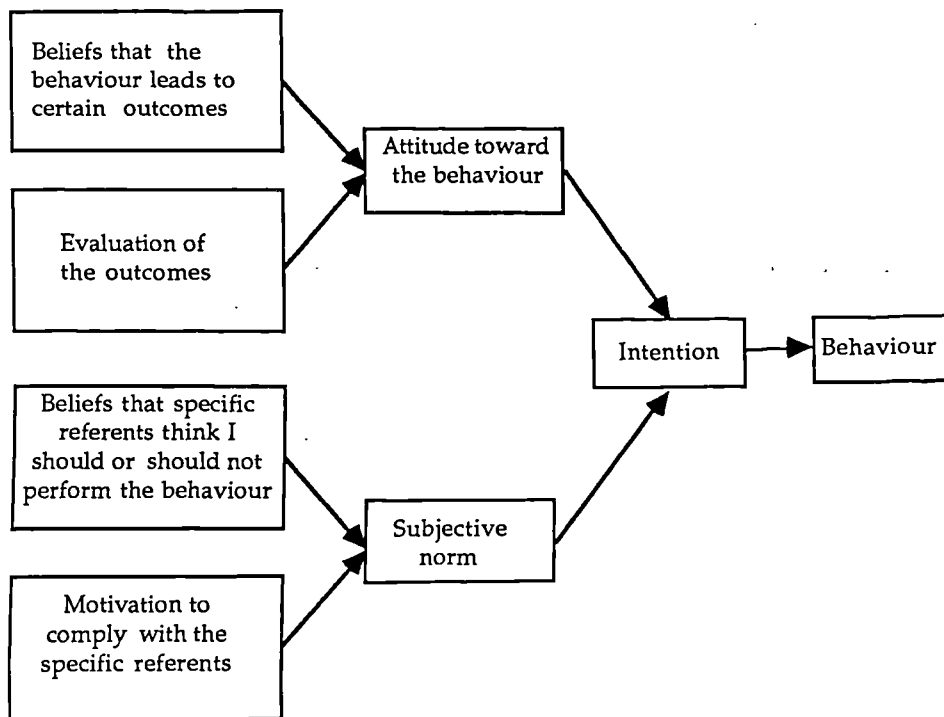 Beliefs that the
behaviour leads to
certain outcomes
Attitude toward
the behaviour
Evaluation of
the outcomes
Intention
Behaviour
Beliefs that specific
referents think I
should or should not
perform the behaviour
Subjective
norm
Motivation to
comply with the
specific referents